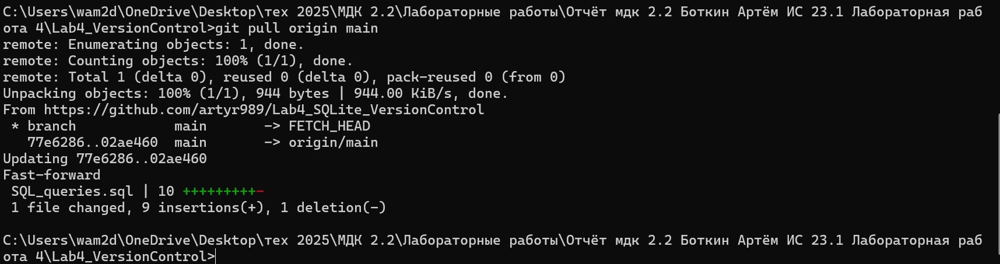 C:\Users\wam2d\OneDrive\Desktop\тех 2025\МДК 2.2\Лабораторные работы\Отчёт мдк 2.2 Боткин Артём ИС 23.1 Лабораторная раб
ота 4\Lab4_VersionControl>git pull origin main
remote: Enumerating objects: 1, done.
remote: Counting objects: 100% (1/1), done.
remote: Total 1 (delta 0), reused 0 (delta 0), pack-reused 0 (from 0)
Unpacking objects: 100% (1/1), 944 bytes | 944.00 KiB/s, done.
From https://github.com/artyr989/Lab4_SQLite_VersionControl
 * branch            main       -> FETCH_HEAD
   77e6286..02ae460  main       -> origin/main
Updating 77e6286..02ae460
Fast-forward
 SQL_queries.sql | 10 +++++++++-
 1 file changed, 9 insertions(+), 1 deletion(-)
C:\Users\wam2d\OneDrive\Desktop\тех 2025\МДК 2.2\Лабораторные работы\Отчёт мдк 2.2 Боткин Артём ИС 23.1 Лабораторная раб
ота 4\Lab4_VersionControl>